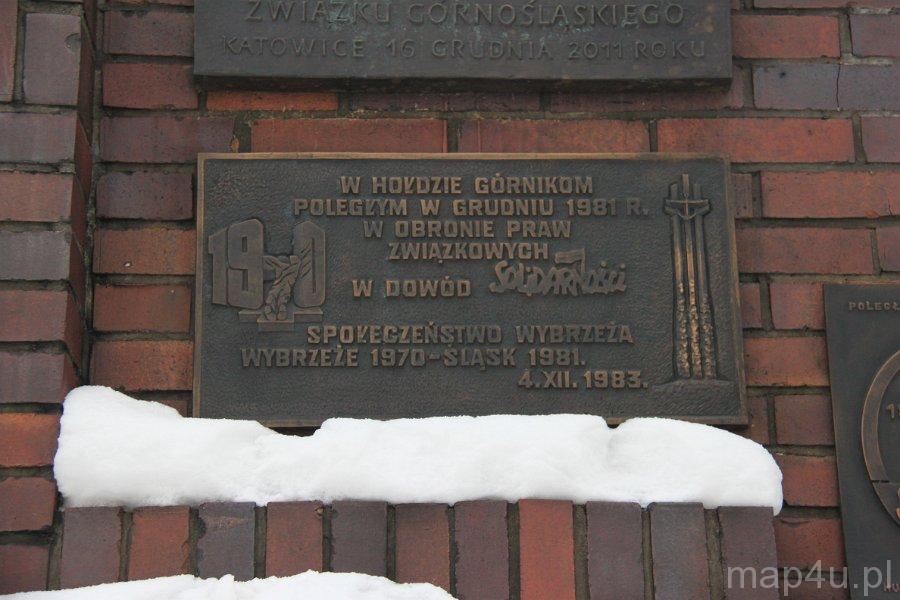 ZWIĄZKU GÓRNOŚLĄSKIEGO
KATOWICE 16 GRUDNIA 2011 ROKU
W HOŁDZIE GÓRNIKOM
POLEGŁYM W GRUDNIU 1981 R.
W OBRONIE PRAW
ZWIĄZKOWYCH
1970
W DOWÓD SOLIDARNOŚCI
SPOŁECZEŃSTWO WYBRZEŻA
WYBRZEŻE 1970-ŚLĄSK 1981.
4.XII.1983.
map4u.pl